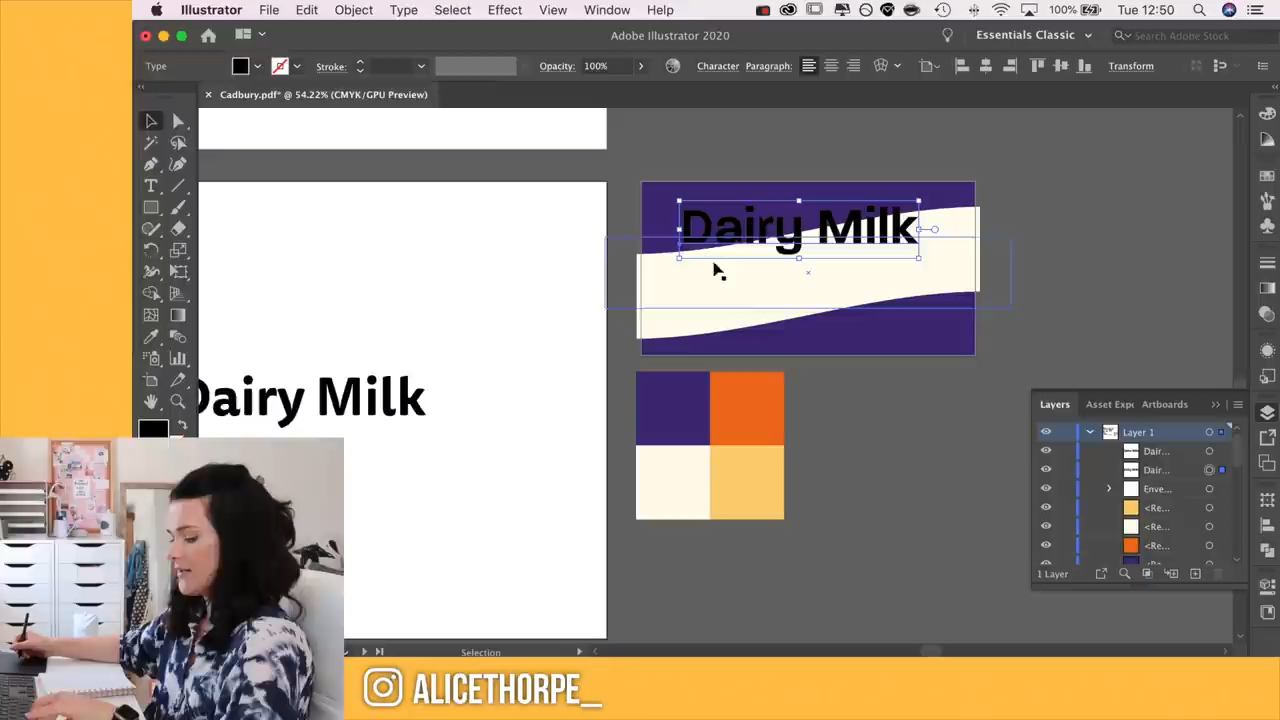 Illustrator File Edit Object Type Select Effect View Window Help 100% Tue 12:50
Adobe Illustrator 2020 Essentials Classic Search Adobe Stock
Type Stroke: Opacity: 100% Character Paragraph: Transform
× Cadbury.pdf* @ 54.22% (CMYK/GPU Preview)
Dairy Milk
Dairy Milk
Layers Asset Expo Artboards
Layer 1
Dair...
Dair...
Enve...
<Re...
<Re...
<Re...
1 Layer
Selection
ALICETHORPE_